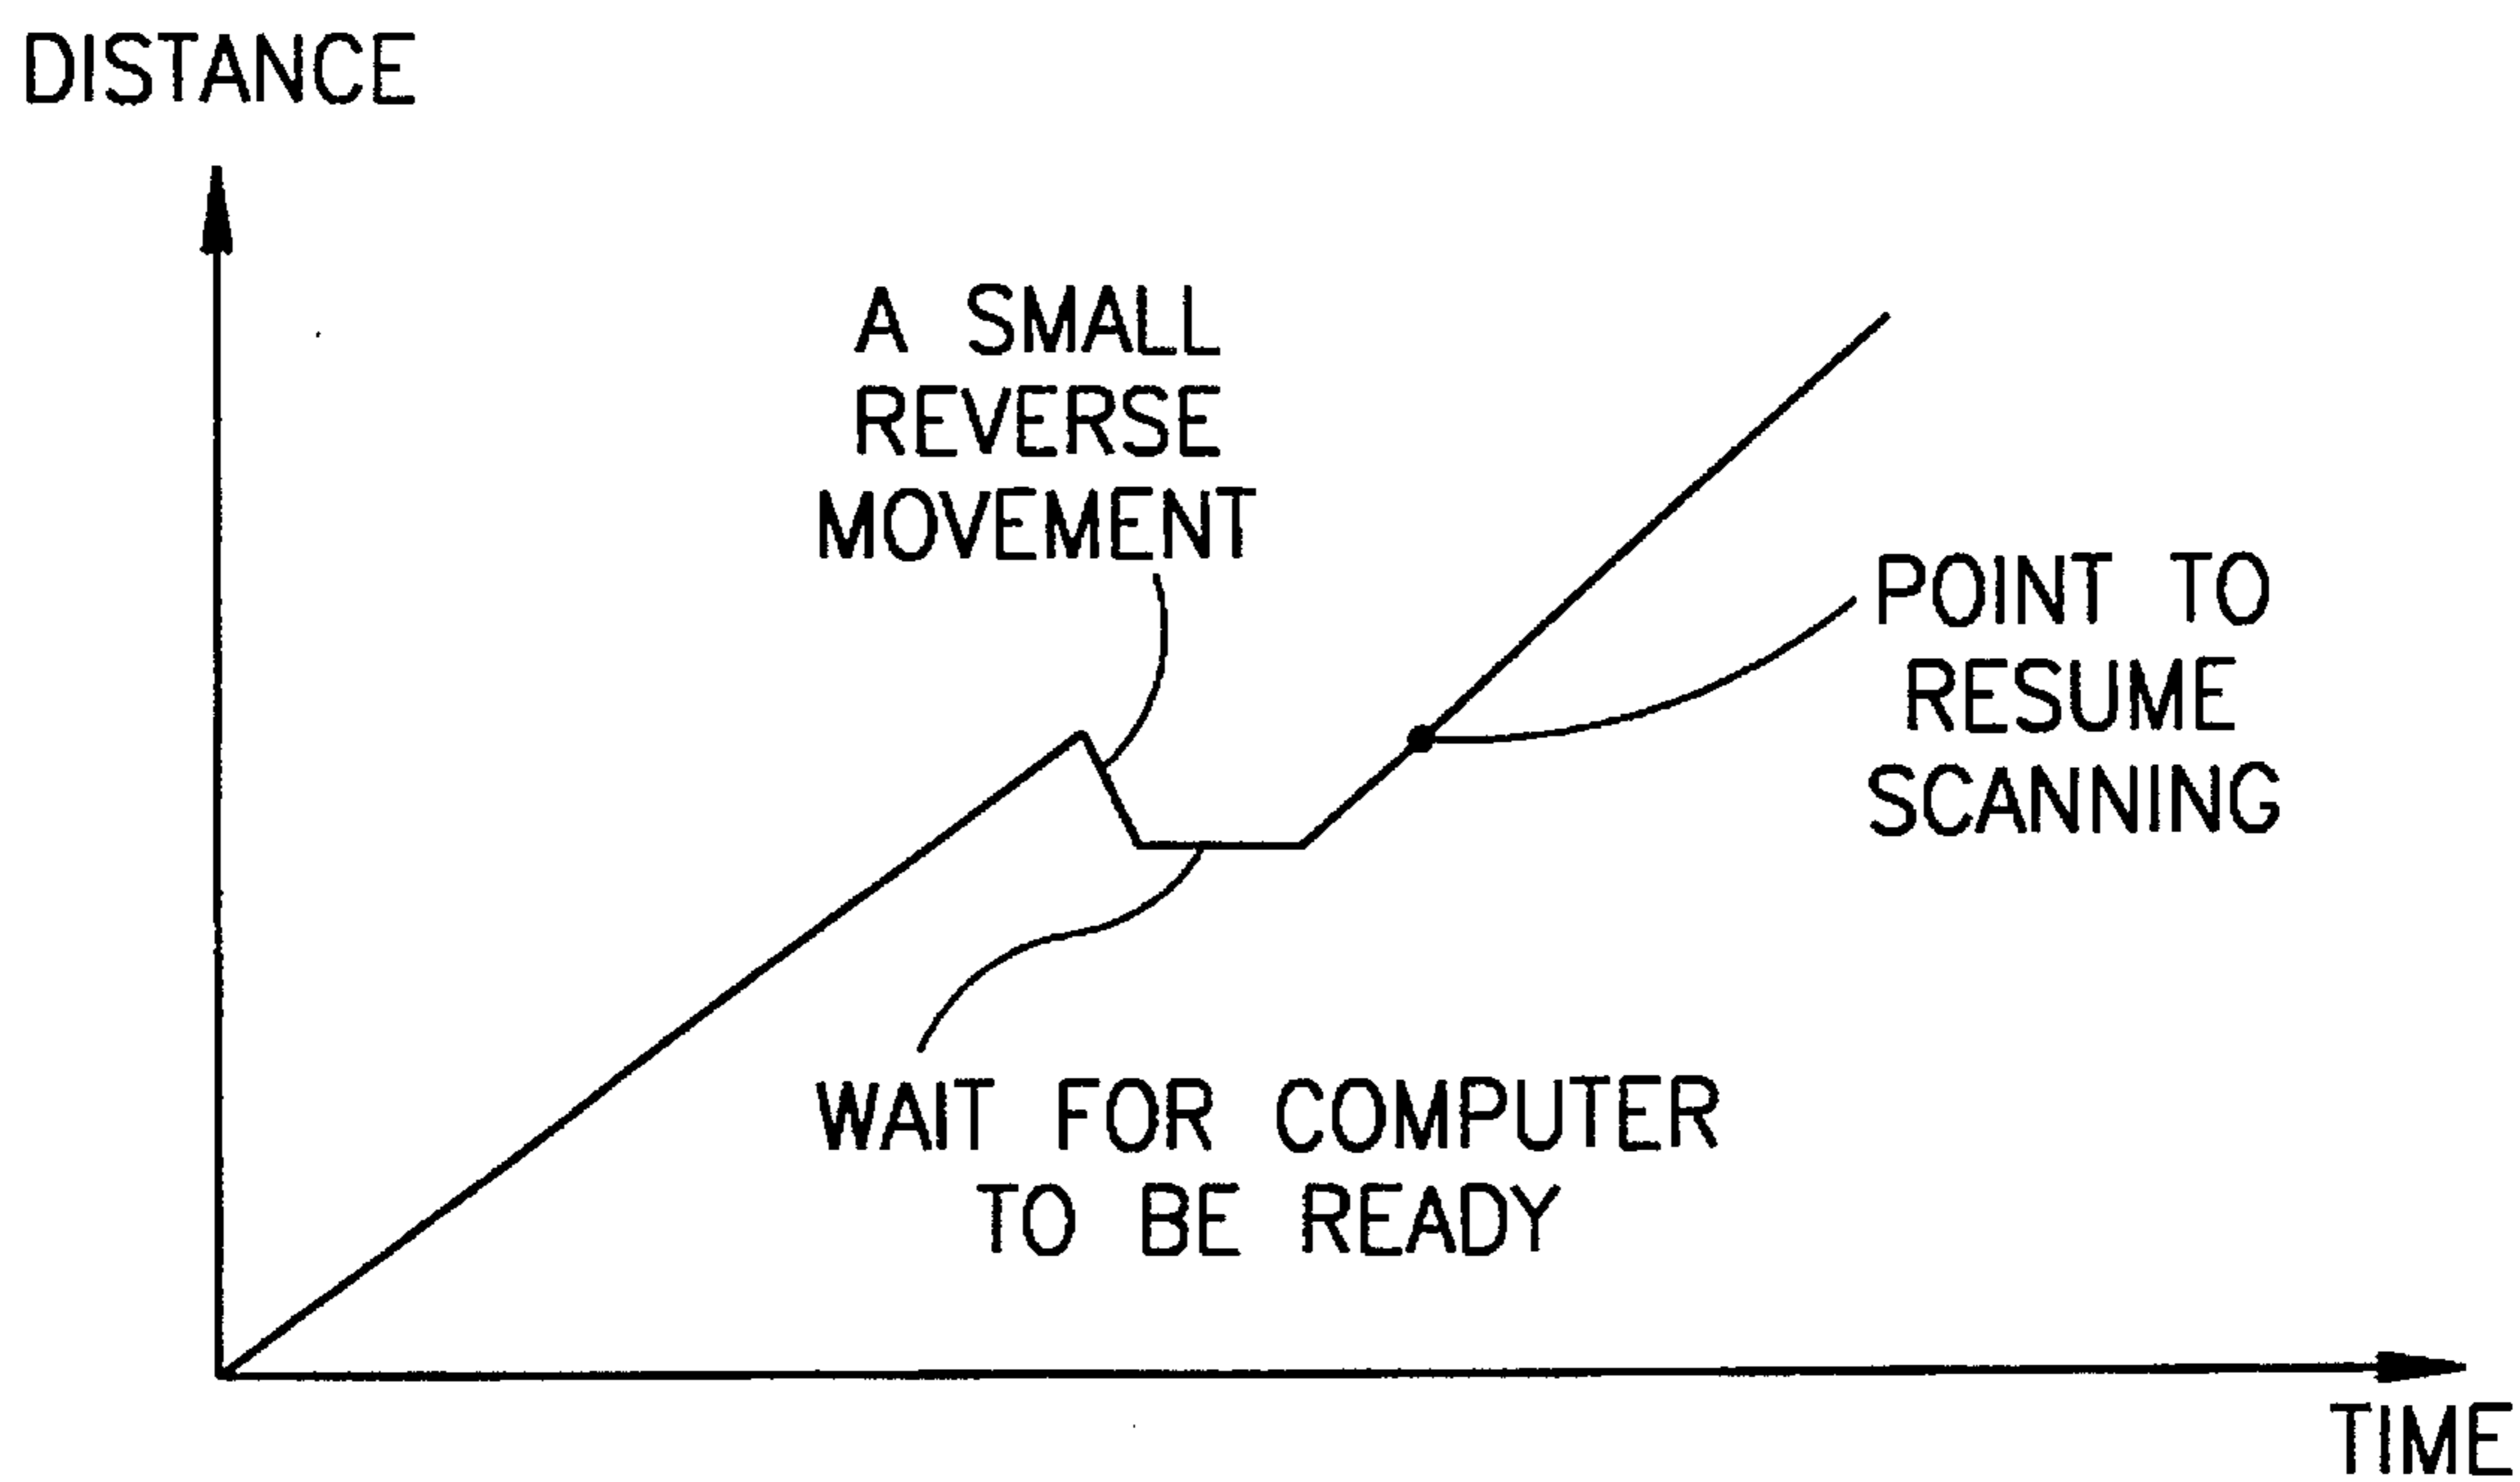 DISTANCE
A SMALL
REVERSE
MOVEMENT
POINT TO
RESUME
SCANNING
WAIT FOR COMPUTER
TO BE READY
TIME